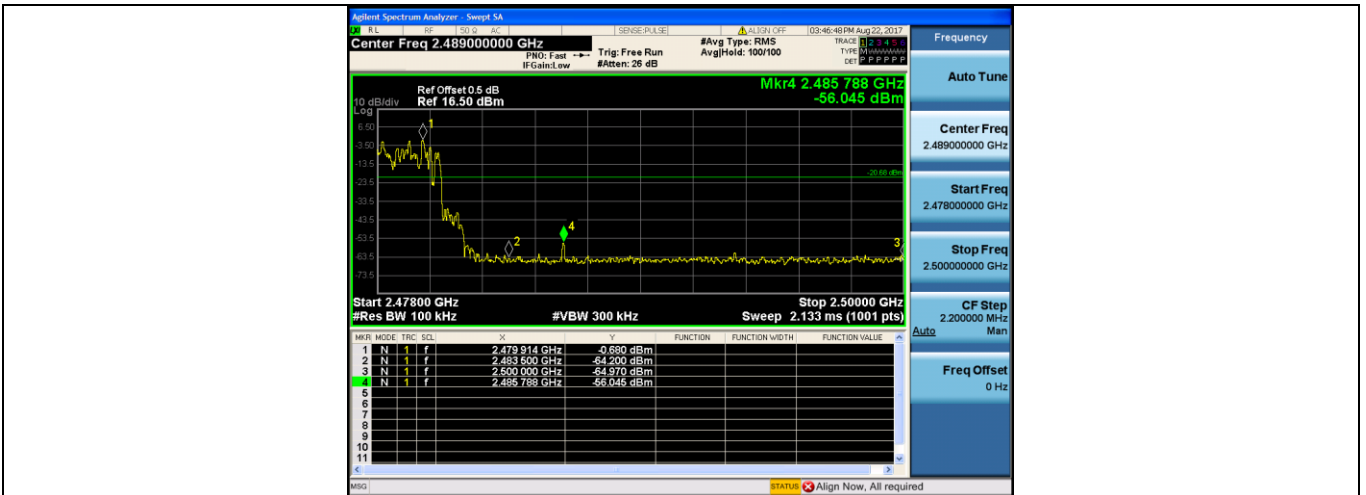 Agilent Spectrum Analyzer - Swept SA
RL RF 50 Ω AC SENSE:PULSE ALIGN OFF 03:46:48 PM Aug 22, 2017
Center Freq 2.489000000 GHz
PNO: Fast
IFGain:Low
Trig: Free Run
#Atten: 26 dB
#Avg Type: RMS
Avg|Hold: 100/100
TRACE 1 2 3 4 5 6
TYPE M
DET P P P P P P
Mkr4 2.485 788 GHz
-56.045 dBm
Ref Offset 0.5 dB
10 dB/div Ref 16.50 dBm
Log
6.50
-3.50
-13.5
-23.5
-33.5
-43.5
-53.5
-63.5
-73.5
1
2
4
3
-20.68 dBm
Start 2.47800 GHz Stop 2.50000 GHz
#Res BW 100 kHz #VBW 300 kHz Sweep 2.133 ms (1001 pts)
MKR MODE TRC SCL X Y FUNCTION FUNCTION WIDTH FUNCTION VALUE
1 N 1 f 2.479 914 GHz -0.680 dBm
2 N 1 f 2.483 500 GHz -64.200 dBm
3 N 1 f 2.500 000 GHz -64.970 dBm
4 N 1 f 2.485 788 GHz -56.045 dBm
5
6
7
8
9
10
11
MSG STATUS Align Now, All required
Frequency
Auto Tune
Center Freq
2.489000000 GHz
Start Freq
2.478000000 GHz
Stop Freq
2.500000000 GHz
CF Step
2.200000 MHz
Auto Man
Freq Offset
0 Hz